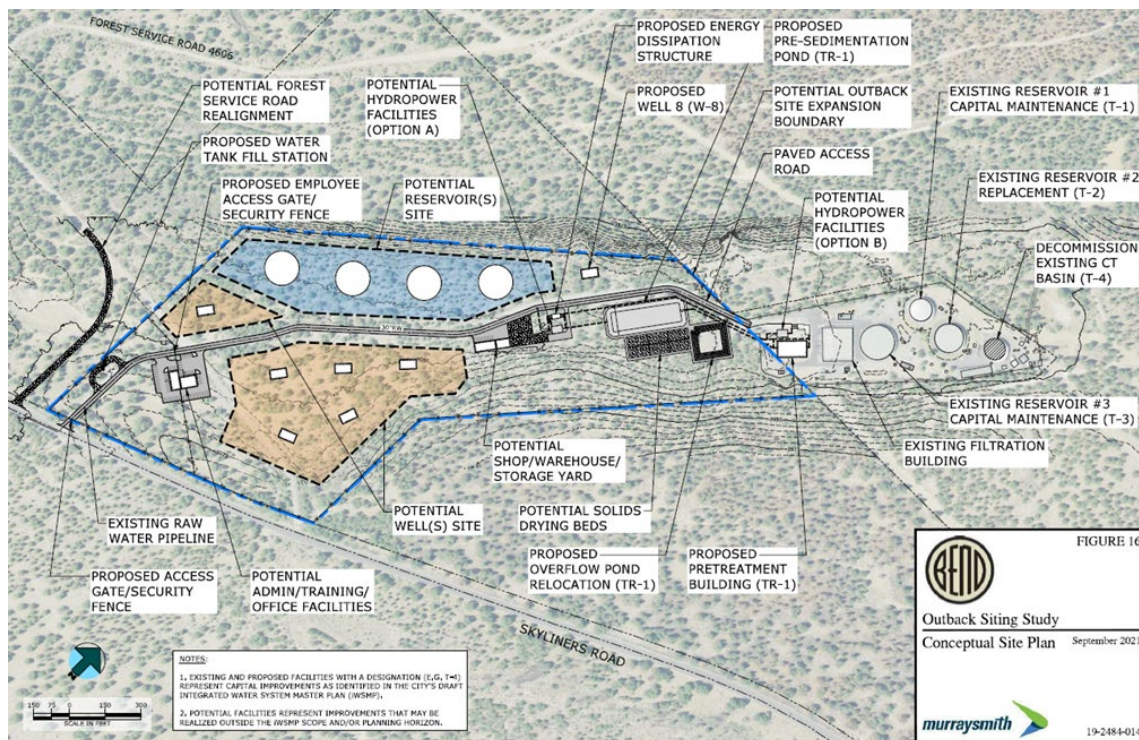 FOREST SERVICE ROAD 4606
POTENTIAL FOREST
SERVICE ROAD
REALIGNMENT
PROPOSED WATER
TANK FILL STATION
PROPOSED EMPLOYEE
ACCESS GATE/
SECURITY FENCE
POTENTIAL
HYDROPOWER
FACILITIES
(OPTION A)
POTENTIAL
RESERVOIR(S)
SITE
PROPOSED ENERGY
DISSIPATION
STRUCTURE
PROPOSED
WELL 8 (W-8)
PROPOSED
PRE-SEDIMENTATION
POND (TR-1)
POTENTIAL OUTBACK
SITE EXPANSION
BOUNDARY
PAVED ACCESS
ROAD
POTENTIAL
HYDROPOWER
FACILITIES
(OPTION B)
EXISTING RESERVOIR #1
CAPITAL MAINTENANCE (T-1)
EXISTING RESERVOIR #2
REPLACEMENT (T-2)
DECOMMISSION
EXISTING CT
BASIN (T-4)
EXISTING RESERVOIR #3
CAPITAL MAINTENANCE (T-3)
EXISTING FILTRATION
BUILDING
POTENTIAL
SHOP/WAREHOUSE/
STORAGE YARD
POTENTIAL SOLIDS
DRYING BEDS
PROPOSED
OVERFLOW POND
RELOCATION (TR-1)
PROPOSED
PRETREATMENT
BUILDING (TR-1)
POTENTIAL
WELL(S) SITE
EXISTING RAW
WATER PIPELINE
PROPOSED ACCESS
GATE/SECURITY
FENCE
POTENTIAL
ADMIN/TRAINING/
OFFICE FACILITIES
SKYLINERS ROAD
150 75 0 150 300
SCALE IN FEET
NOTES:
1. EXISTING AND PROPOSED FACILITIES WITH A DESIGNATION (E,G, T-4)
REPRESENT CAPITAL IMPROVEMENTS AS IDENTIFIED IN THE CITY'S DRAFT
INTEGRATED WATER SYSTEM MASTER PLAN (IWSMP).
2. POTENTIAL FACILITIES REPRESENT IMPROVEMENTS THAT MAY BE
REALIZED OUTSIDE THE IWSMP SCOPE AND/OR PLANNING HORIZON.
FIGURE 16
BEND
Outback Siting Study
Conceptual Site Plan
September 2021
murraysmith
19-2484-014